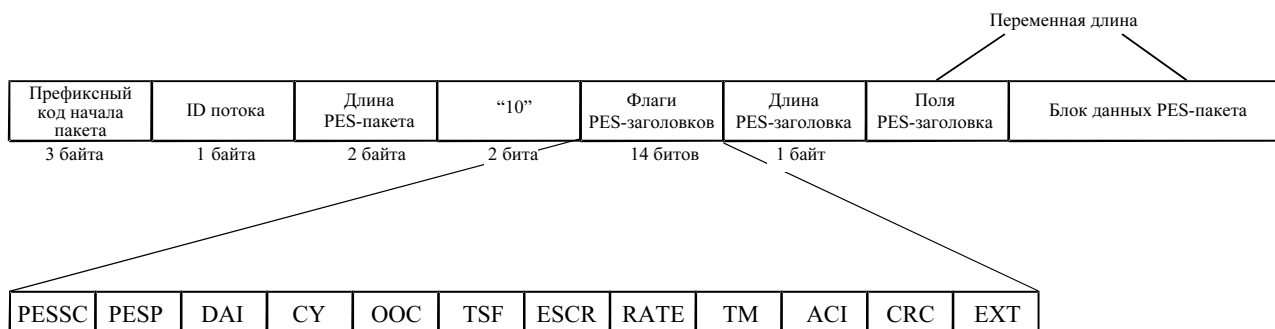 Переменная длина
Префиксный
код начала
пакета
ID потока
Длина
PES-пакета
“10”
Флаги
PES-заголовков
Длина
PES-заголовка
Поля
PES-заголовка
Блок данных PES-пакета
3 байта
1 байта
2 байта
2 бита
14 битов
1 байт
PESSC
PESP
DAI
CY
OOC
TSF
ESCR
RATE
TM
ACI
CRC
EXT